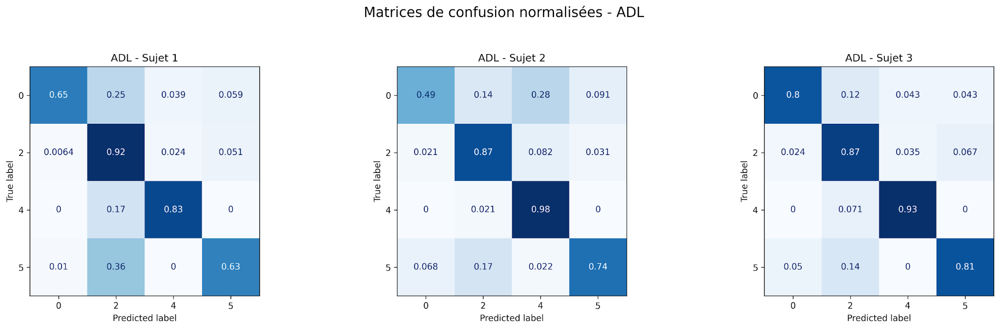 Matrices de confusion normalisées - ADL
ADL - Sujet 1
True label
0 0.65 0.25 0.039 0.059
2 0.0064 0.92 0.024 0.051
4 0 0.17 0.83 0
5 0.01 0.36 0 0.63
0 2 4 5
Predicted label
ADL - Sujet 2
True label
0 0.49 0.14 0.28 0.091
2 0.021 0.87 0.082 0.031
4 0 0.021 0.98 0
5 0.068 0.17 0.022 0.74
0 2 4 5
Predicted label
ADL - Sujet 3
True label
0 0.8 0.12 0.043 0.043
2 0.024 0.87 0.035 0.067
4 0 0.071 0.93 0
5 0.05 0.14 0 0.81
0 2 4 5
Predicted label